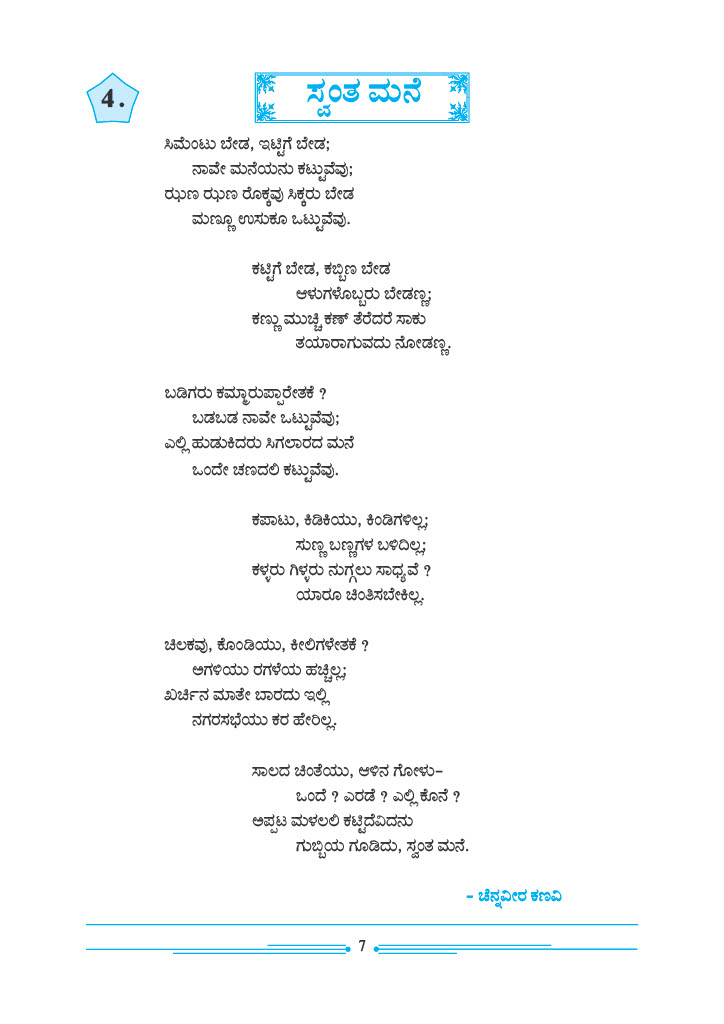 4.
ಸ್ವಂತ ಮನೆ
ಸಿಮೆಂಟು ಬೇಡ, ಇಟ್ಟಿಗೆ ಬೇಡ;
ನಾವೇ ಮನೆಯನು ಕಟ್ಟುವೆವು;
ಝಣ ಝಣ ರೊಕ್ಕವು ಸಿಕ್ಕರು ಬೇಡ
ಮಣ್ಣೂ ಉಸುಕೂ ಒಟ್ಟುವೆವು.
ಕಟ್ಟಿಗೆ ಬೇಡ, ಕಬ್ಬಿಣ ಬೇಡ
ಆಳುಗಳೊಬ್ಬರು ಬೇಡಣ್ಣ;
ಕಣ್ಣು ಮುಚ್ಚಿ ಕಣ್ ತೆರೆದರೆ ಸಾಕು
ತಯಾರಾಗುವದು ನೋಡಣ್ಣ.
ಬಡಿಗರು ಕಮ್ಮಾರುಪ್ಪಾರೇತಕೆ ?
ಬಡಬಡ ನಾವೇ ಒಟ್ಟುವೆವು;
ಎಲ್ಲಿ ಹುಡುಕಿದರು ಸಿಗಲಾರದ ಮನೆ
ಒಂದೇ ಚಣದಲಿ ಕಟ್ಟುವೆವು.
ಕಪಾಟು, ಕಿಡಿಕಿಯು, ಕಿಂಡಿಗಳಿಲ್ಲ;
ಸುಣ್ಣ ಬಣ್ಣಗಳ ಬಳಿದಿಲ್ಲ;
ಕಳ್ಳರು ಗಿಳ್ಳರು ನುಗ್ಗಲು ಸಾಧ್ಯವೆ ?
ಯಾರೂ ಚಿಂತಿಸಬೇಕಿಲ್ಲ.
ಚಿಲಕವು, ಕೊಂಡಿಯು, ಕೀಲಿಗಳೇತಕೆ ?
ಅಗಳಿಯು ರಗಳೆಯ ಹಚ್ಚಿಲ್ಲ;
ಖರ್ಚಿನ ಮಾತೇ ಬಾರದು ಇಲ್ಲಿ
ನಗರಸಭೆಯು ಕರ ಹೇರಿಲ್ಲ.
ಸಾಲದ ಚಿಂತೆಯು, ಆಳಿನ ಗೋಳು–
ಒಂದೆ ? ಎರಡೆ ? ಎಲ್ಲಿ ಕೊನೆ ?
ಅಪ್ಪಟ ಮಳಲಲಿ ಕಟ್ಟಿದೆವಿದನು
ಗುಬ್ಬಿಯ ಗೂಡಿದು, ಸ್ವಂತ ಮನೆ.
– ಚೆನ್ನವೀರ ಕಣವಿ
7